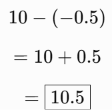 10 − (−0.5)
= 10 + 0.5
= 10.5